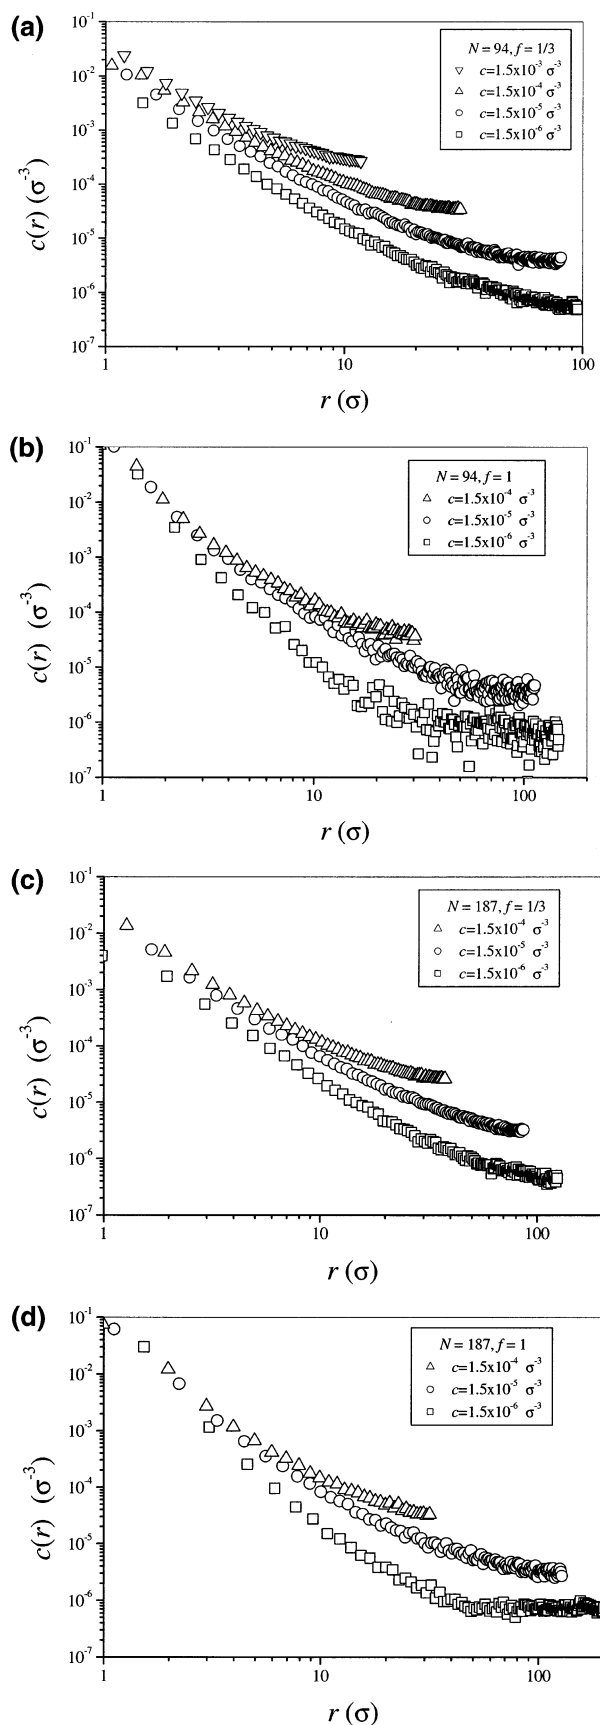 (a)
10⁻¹
10⁻²
10⁻³
10⁻⁴
10⁻⁵
10⁻⁶
10⁻⁷
c(r) (σ⁻³)
N = 94, f = 1/3
c=1.5x10⁻³ σ⁻³
c=1.5x10⁻⁴ σ⁻³
c=1.5x10⁻⁵ σ⁻³
c=1.5x10⁻⁶ σ⁻³
1 10 100
r (σ)
(b)
10⁻¹
10⁻²
10⁻³
10⁻⁴
10⁻⁵
10⁻⁶
10⁻⁷
c(r) (σ⁻³)
N = 94, f = 1
c=1.5x10⁻⁴ σ⁻³
c=1.5x10⁻⁵ σ⁻³
c=1.5x10⁻⁶ σ⁻³
1 10 100
r (σ)
(c)
10⁻¹
10⁻²
10⁻³
10⁻⁴
10⁻⁵
10⁻⁶
10⁻⁷
c(r) (σ⁻³)
N = 187, f = 1/3
c=1.5x10⁻⁴ σ⁻³
c=1.5x10⁻⁵ σ⁻³
c=1.5x10⁻⁶ σ⁻³
1 10 100
r (σ)
(d)
10⁻¹
10⁻²
10⁻³
10⁻⁴
10⁻⁵
10⁻⁶
10⁻⁷
c(r) (σ⁻³)
N = 187, f = 1
c=1.5x10⁻⁴ σ⁻³
c=1.5x10⁻⁵ σ⁻³
c=1.5x10⁻⁶ σ⁻³
1 10 100
r (σ)